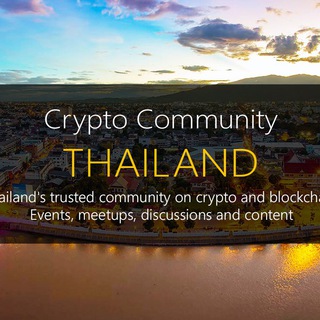 Crypto Community
THAILAND
ailand's trusted community on crypto and blockcha
Events, meetups, discussions and content